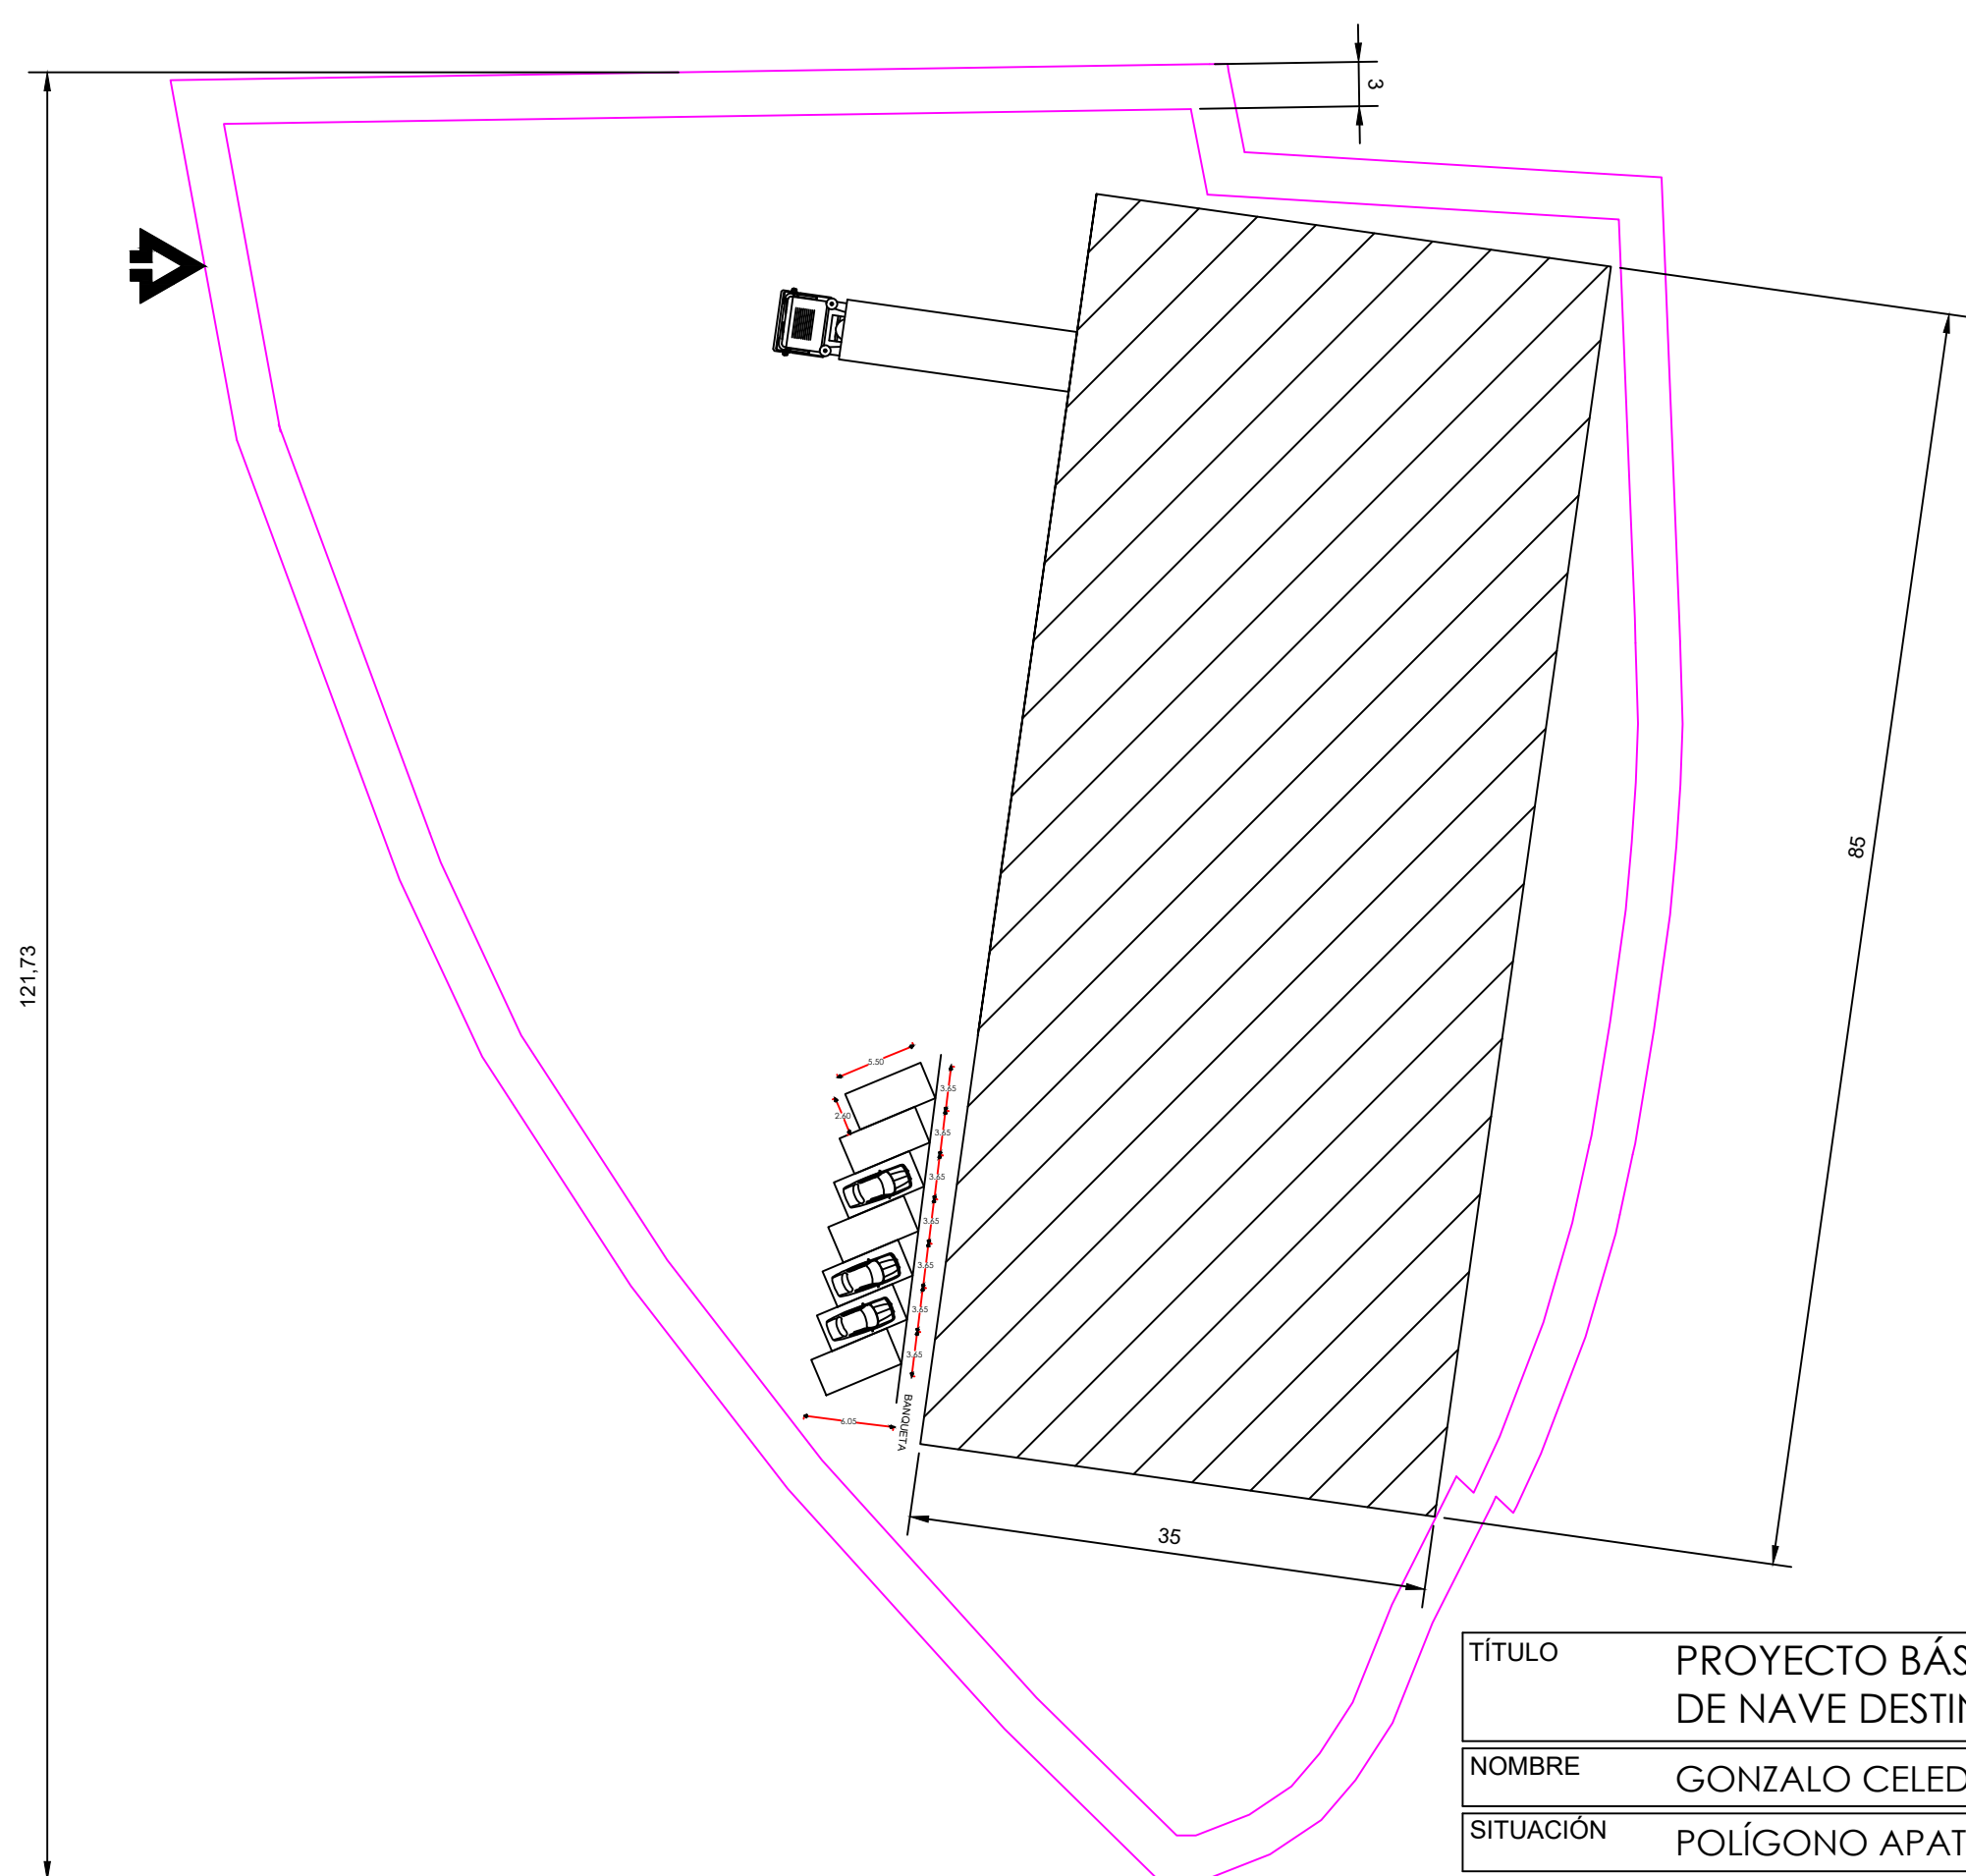 3
121,73
85
5.50
3.65
2.60
3.65
3.65
3.65
3.65
3.65
3.65
BANQUETA
6.05
35
TÍTULO PROYECTO BÁS
DE NAVE DESTIN
NOMBRE GONZALO CELED
SITUACIÓN POLÍGONO APAT